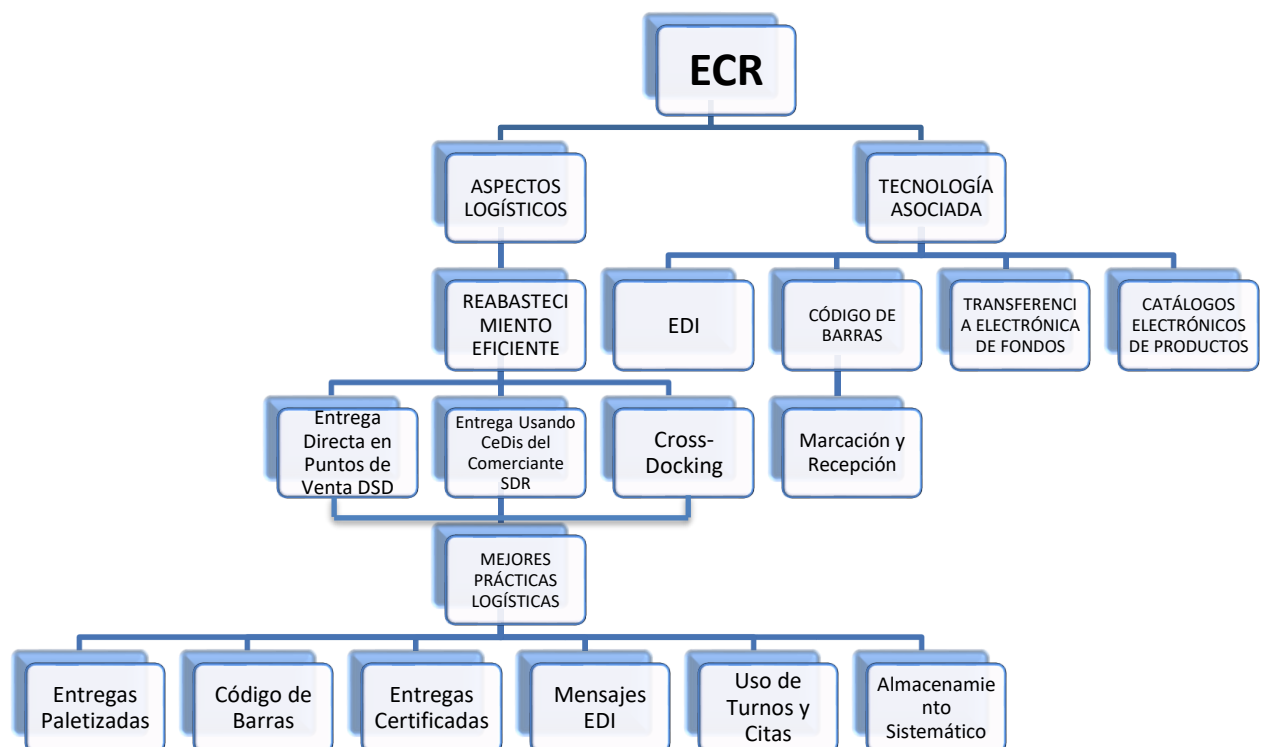 ECR
ASPECTOS
LOGÍSTICOS
TECNOLOGÍA
ASOCIADA
REABASTECI
MIENTO
EFICIENTE
EDI
CÓDIGO DE
BARRAS
TRANSFERENCI
A ELECTRÓNICA
DE FONDOS
CATÁLOGOS
ELECTRÓNICOS
DE PRODUCTOS
Entrega
Directa en
Puntos de
Venta DSD
Entrega Usando
CeDis del
Comerciante
SDR
Cross-
Docking
Marcación y
Recepción
MEJORES
PRÁCTICAS
LOGÍSTICAS
Entregas
Paletizadas
Código de
Barras
Entregas
Certificadas
Mensajes
EDI
Uso de
Turnos y
Citas
Almacenamie
nto
Sistemático